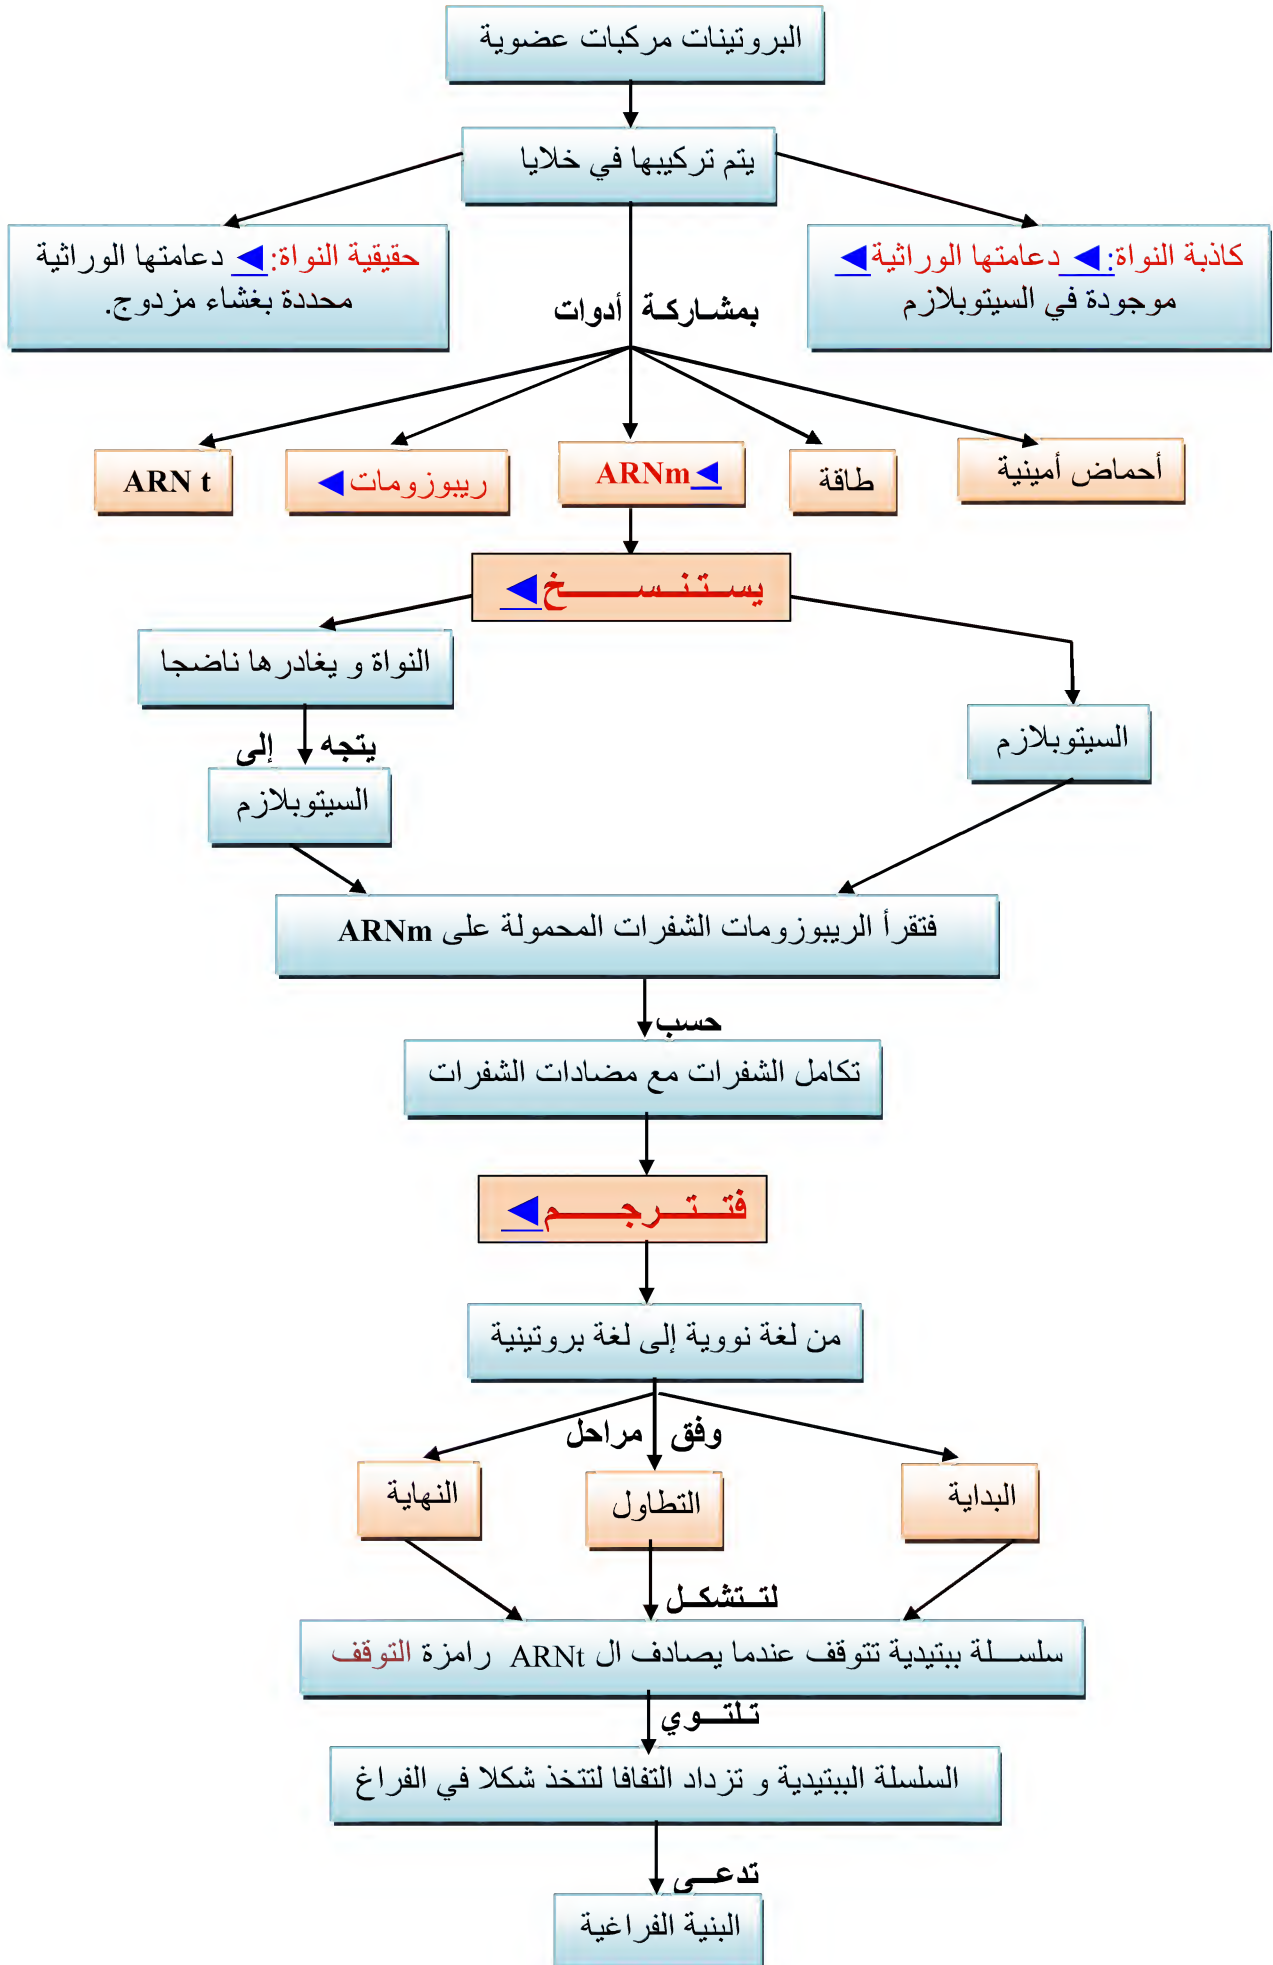 البروتينات مركبات عضوية
يتم تركيبها في خلايا
كاذبة النواة:◄ دعامتها الوراثية◄
موجودة في السيتوبلازم
حقيقية النواة:◄ دعامتها الوراثية
محددة بغشاء مزدوج.
بمشاركة أدوات
أحماض أمينية
طاقة
ARNm◄
ريبوزومات◄
ARN t
يستنسخ◄
النواة و يغادرها ناضجا
السيتوبلازم
يتجه إلى
السيتوبلازم
فتقرأ الريبوزومات الشفرات المحمولة على ARNm
حسب
تكامل الشفرات مع مضادات الشفرات
فتترجم◄
من لغة نووية إلى لغة بروتينية
وفق مراحل
البداية
التطاول
النهاية
لتتشكل
سلسلة ببتيدية تتوقف عندما يصادف ال ARNt رامزة التوقف
تلتوي
السلسلة الببتيدية و تزداد التفافا لتتخذ شكلا في الفراغ
تدعى
البنية الفراغية